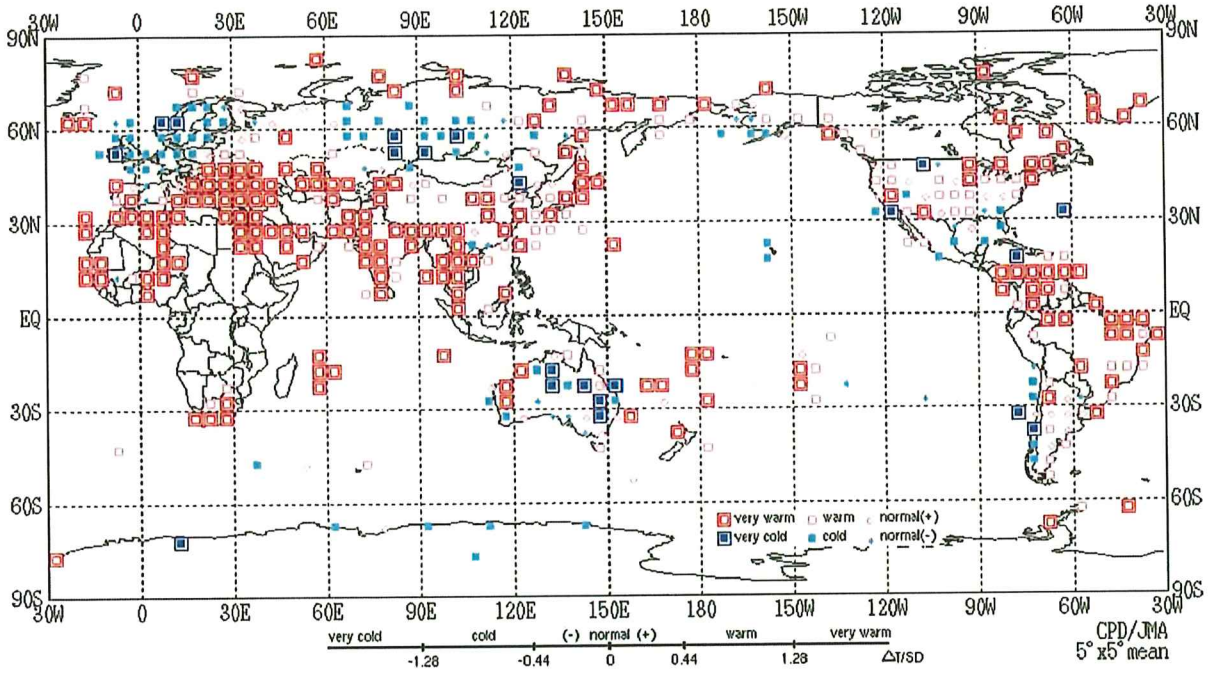 30W 0 30E 60E 90E 120E 150E 180 150W 120W 90W 60W 30W
90N 90N
60N 60N
30N 30N
EQ EQ
30S 30S
60S 60S
very warm warm normal(+)
very cold cold normal(-)
90S 90S
30W 0 30E 60E 90E 120E 150E 180 150W 120W 90W 60W 30W
very cold cold (-) normal (+) warm very warm
-1.28 -0.44 0 0.44 1.28 △T/SD
CPD/JMA
5°x5°mean